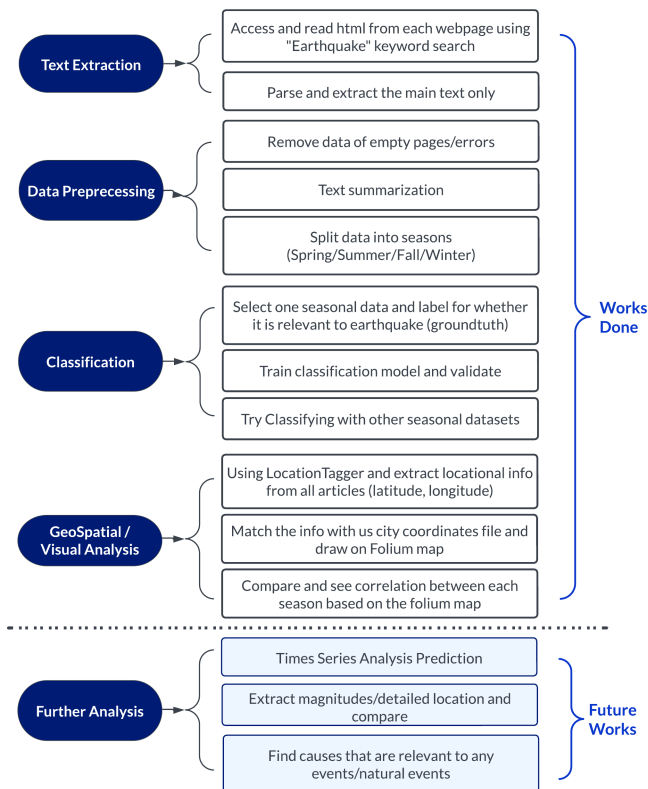 Text Extraction
Access and read html from each webpage using
"Earthquake" keyword search
Parse and extract the main text only
Data Preprecessing
Remove data of empty pages/errors
Text summarization
Split data into seasons
(Spring/Summer/Fall/Winter)
Classification
Select one seasonal data and label for whether
it is relevant to earthquake (groundtuth)
Train classification model and validate
Try Classifying with other seasonal datasets
GeoSpatial /
Visual Analysis
Using LocationTagger and extract locational info
from all articles (latitude, longitude)
Match the info with us city coordinates file and
draw on Folium map
Compare and see correlation between each
season based on the folium map
Works
Done
Further Analysis
Times Series Analysis Prediction
Extract magnitudes/detailed location and
compare
Find causes that are relevant to any
events/natural events
Future
Works